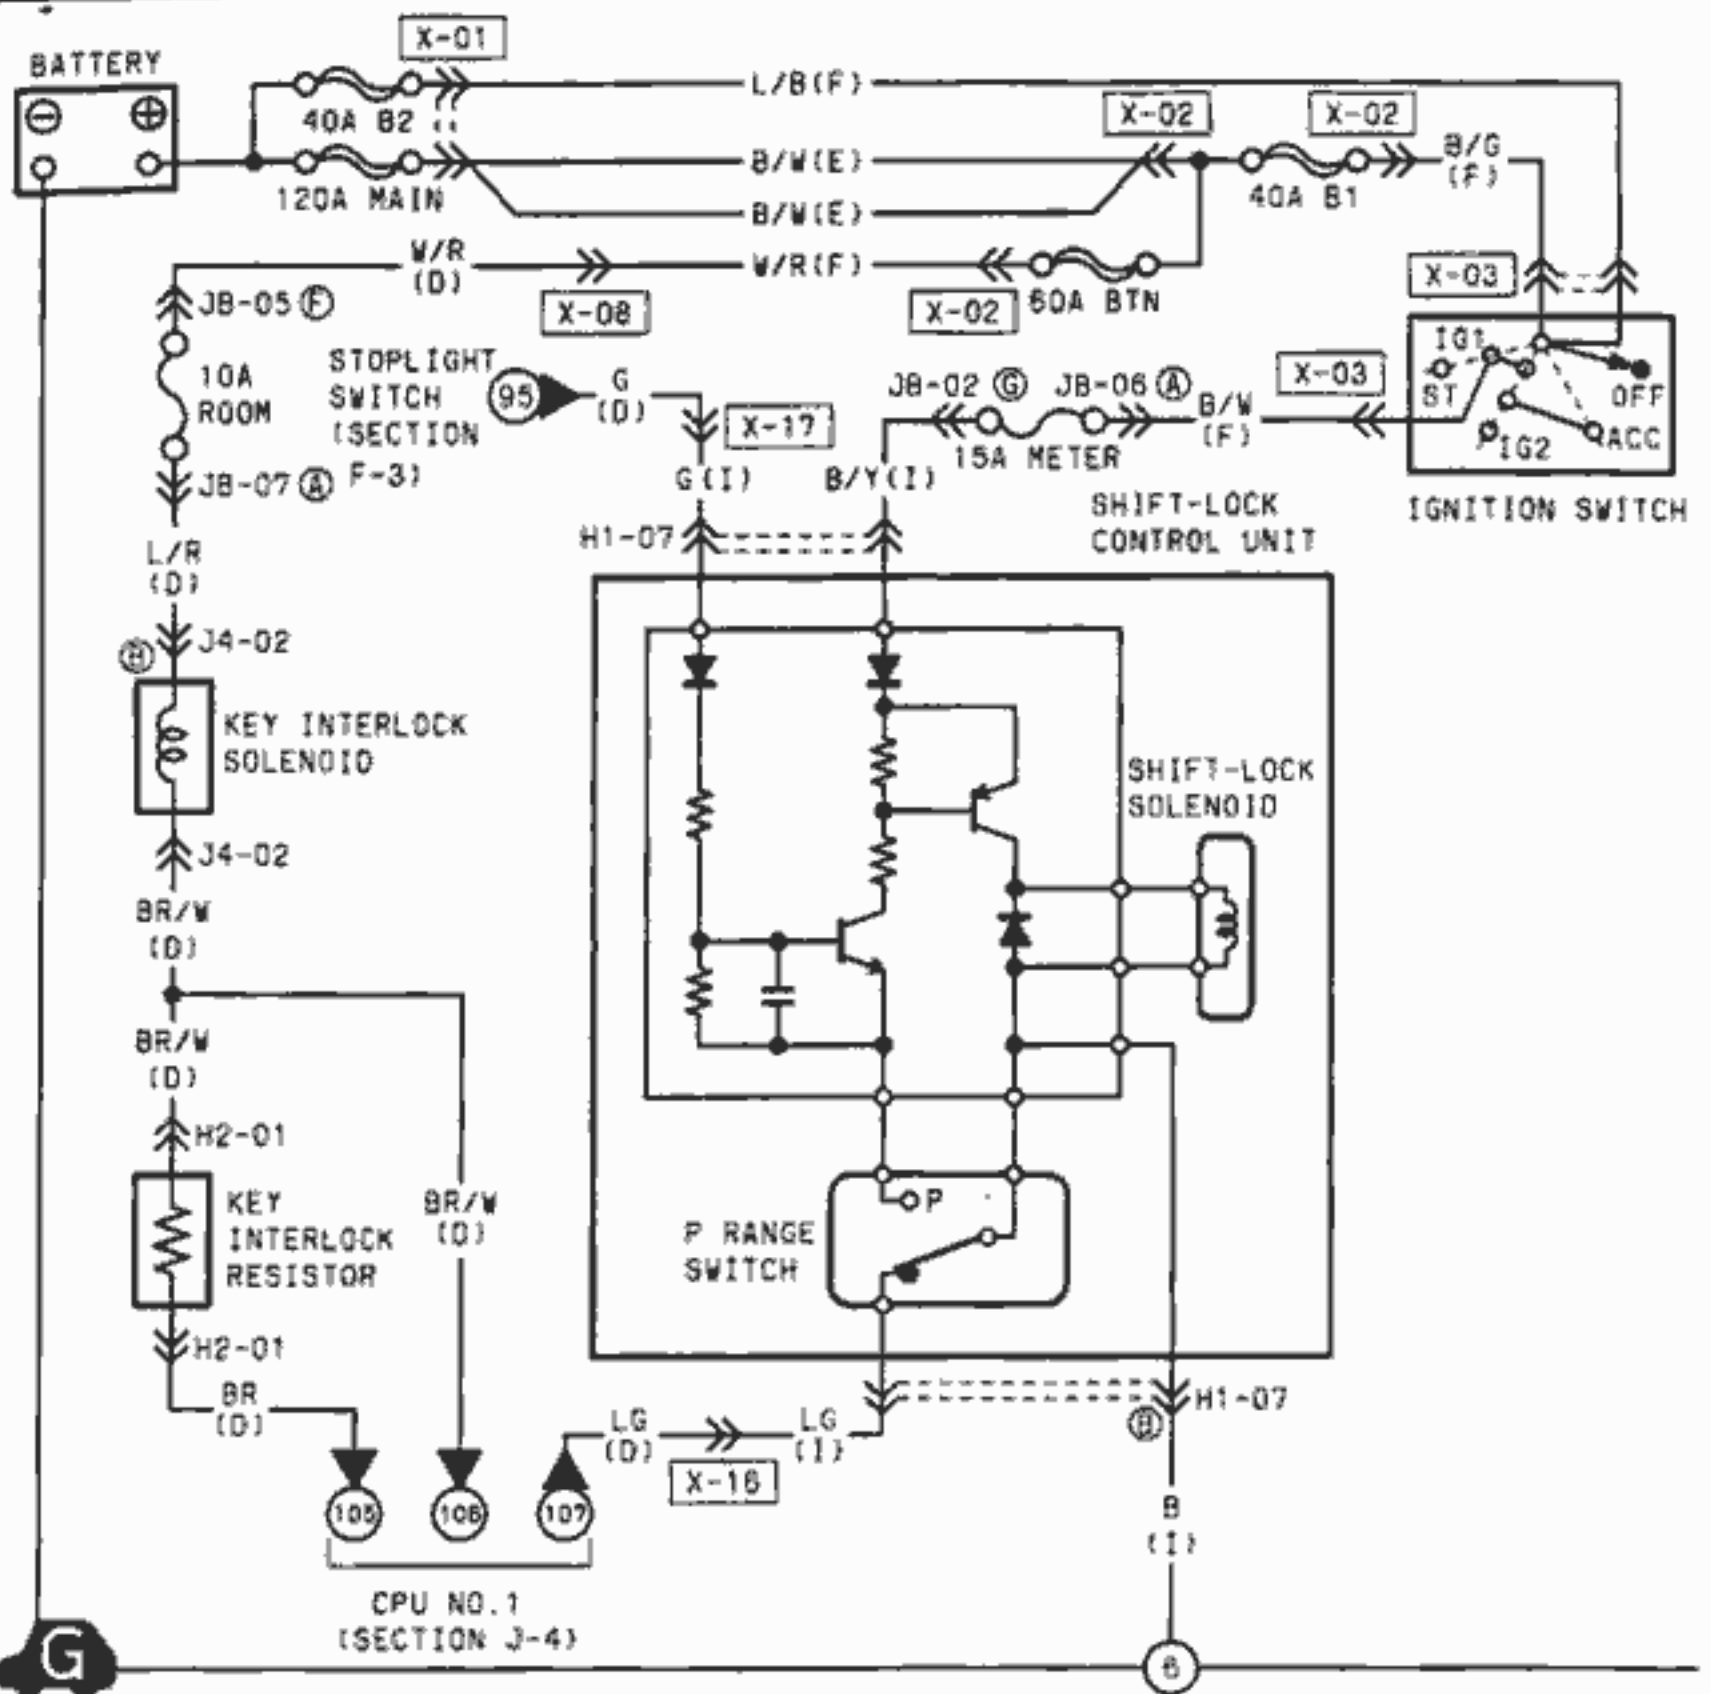 X-01
BATTERY
L/B(F)
40A B2
X-02
X-02
B/G
(F)
B/W(E)
120A MAIN
40A B1
B/W(E)
W/R
(D)
W/R(F)
X-03
JB-05 F
X-08
X-02
60A BTN
IG1
ST
OFF
IG2
ACC
IGNITION SWITCH
10A
ROOM
STOPLIGHT
SWITCH
(SECTION
F-3)
95
G
(D)
X-17
JB-02 G
JB-06 A
X-03
B/W
(F)
15A METER
JB-07 A
G(I)
B/Y(I)
SHIFT-LOCK
CONTROL UNIT
H1-07
L/R
(D)
J4-02
B
KEY INTERLOCK
SOLENOID
SHIFT-LOCK
SOLENOID
J4-02
BR/W
(D)
BR/W
(D)
H2-01
KEY
INTERLOCK
RESISTOR
BR/W
(D)
P
P RANGE
SWITCH
H2-01
BR
(D)
LG
(D)
LG
(I)
H1-07
B
X-16
105
106
107
B
(I)
CPU NO.1
(SECTION J-4)
G
6